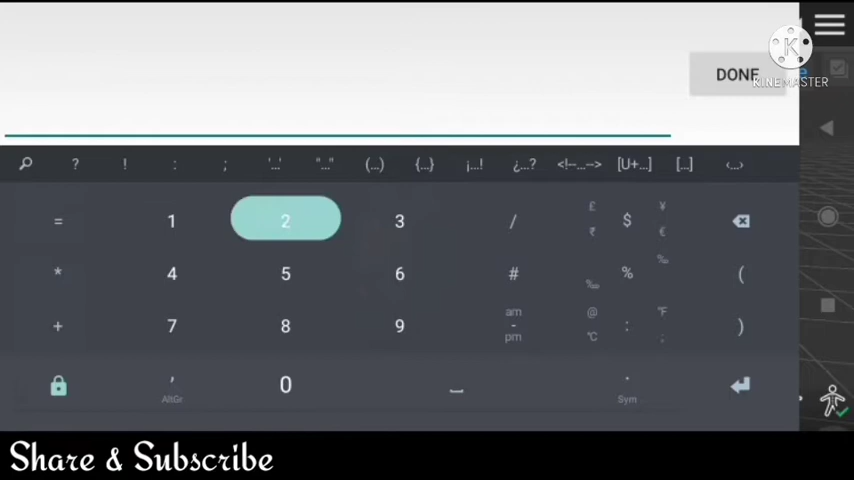 DONE
KINEMASTER
? ! : ; '...' "..." (...) {...} ¡...! ¿...? <!--...--> [U+...] [...] <...>
= 1 2 3 / £ ₹ $ ¥ €
* 4 5 6 # ‰ % ‰ (
+ 7 8 9 am - pm @ °C : °F ; )
, AltGr 0 . Sym
Share & Subscribe